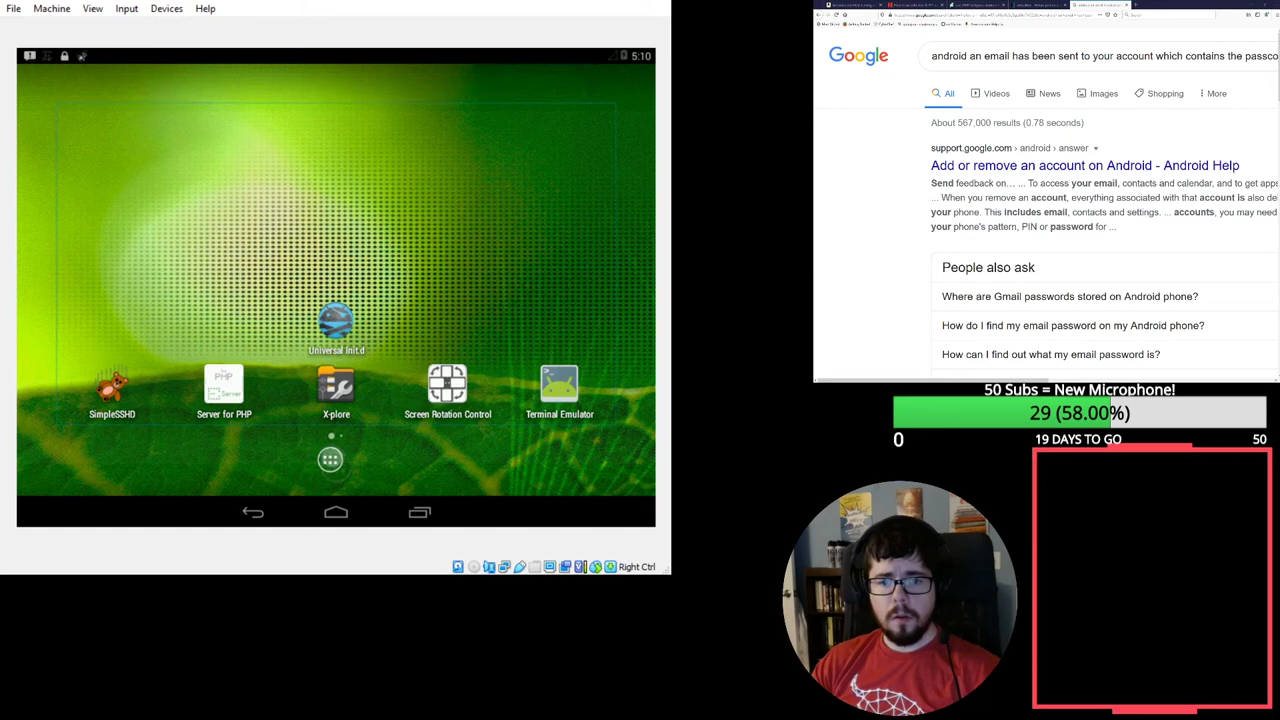 File Machine View Input Devices Help
5:10
Universal Init.d
PHP
Server
SimpleSSHD Server for PHP X-plore Screen Rotation Control Terminal Emulator
Right Ctrl
Google
android an email has been sent to your account which contains the passco
All Videos News Images Shopping More
About 567,000 results (0.78 seconds)
support.google.com › android › answer
Add or remove an account on Android - Android Help
Send feedback on… ... To access your email, contacts and calendar, and to get apps
... When you remove an account, everything associated with that account is also del
your phone. This includes email, contacts and settings. ... accounts, you may need
your phone's pattern, PIN or password for ...
People also ask
Where are Gmail passwords stored on Android phone?
How do I find my email password on my Android phone?
How can I find out what my email password is?
50 Subs = New Microphone!
29 (58.00%)
0 19 DAYS TO GO 50